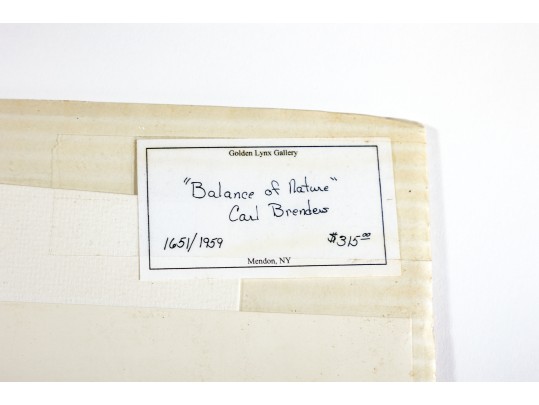 Golden Lynx Gallery
"Balance of Nature"
Carl Brenders
1651/1959 $315.00
Mendon, NY